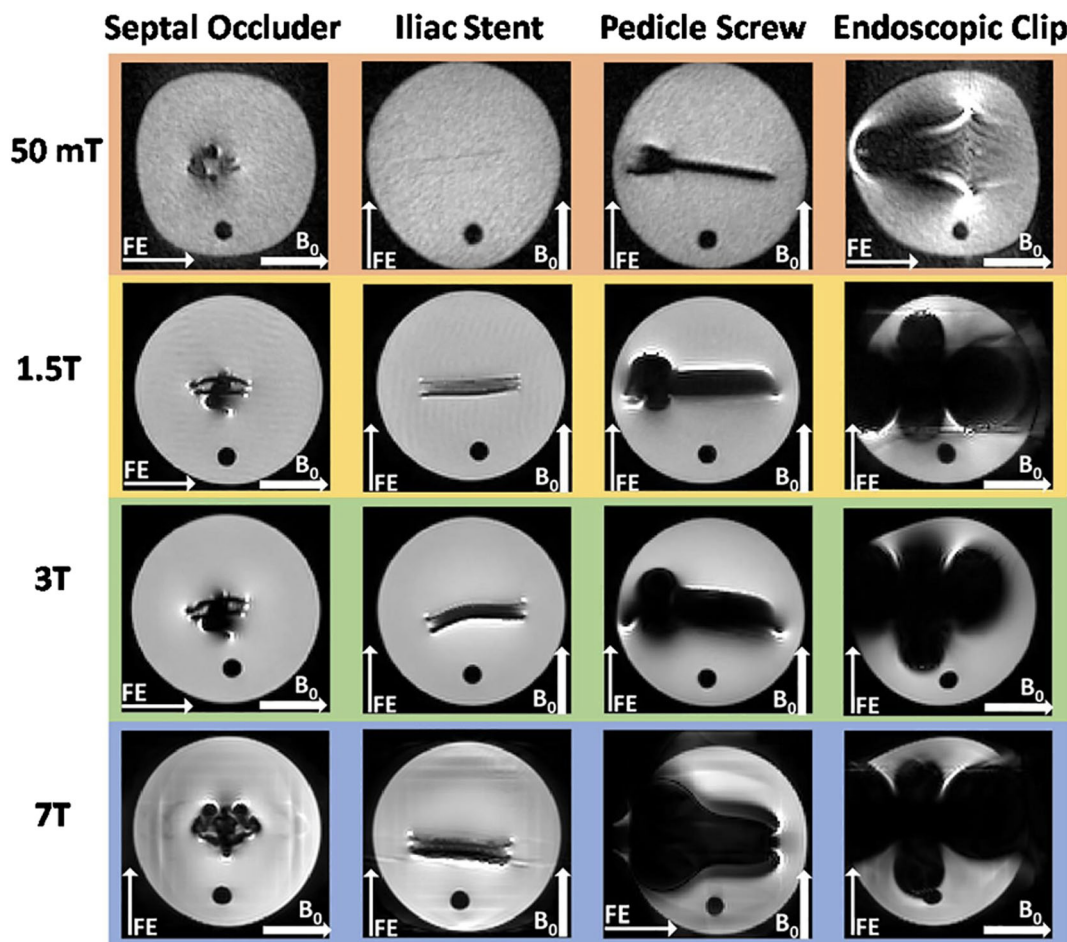 Septal Occluder Iliac Stent Pedicle Screw Endoscopic Clip
50 mT
FE B₀ FE B₀ FE B₀ FE B₀
1.5T
FE B₀ FE B₀ FE B₀ FE B₀
3T
FE B₀ FE B₀ FE B₀ FE B₀
7T
FE B₀ FE B₀ FE B₀ FE B₀